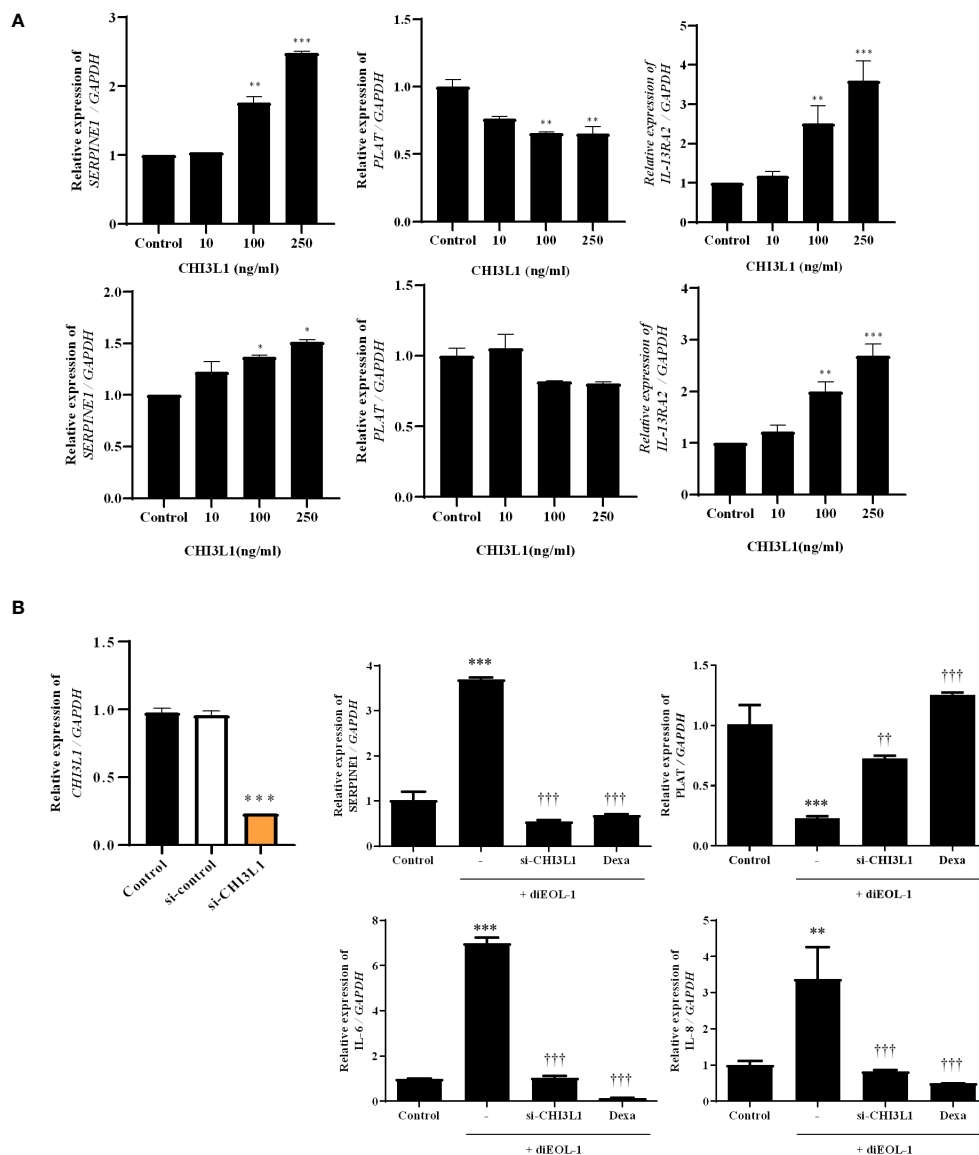 A
Relative expression of
SERPINE1 / GAPDH
3
2
1
0
**
***
Control 10 100 250
CHI3L1 (ng/ml)
Relative expression of
PLAT / GAPDH
1.5
1.0
0.5
0.0
**
**
Control 10 100 250
CHI3L1 (ng/ml)
Relative expression of
IL-13RA2 / GAPDH
5
4
3
2
1
0
**
***
Control 10 100 250
CHI3L1 (ng/ml)
Relative expression of
SERPINE1 / GAPDH
2.0
1.5
1.0
0.5
0.0
*
*
Control 10 100 250
CHI3L1(ng/ml)
Relative expression of
PLAT / GAPDH
1.5
1.0
0.5
0.0
Control 10 100 250
CHI3L1(ng/ml)
Relative expression of
IL-13RA2 / GAPDH
4
3
2
1
0
**
***
Control 10 100 250
CHI3L1(ng/ml)
B
Relative expression of
CHI3L1 / GAPDH
1.5
1.0
0.5
0.0
***
Control
si-control
si-CHI3L1
Relative expression of
SERPINE1 / GAPDH
4
3
2
1
0
***
†††
†††
Control - si-CHI3L1 Dexa
+ diEOL-1
Relative expression of
PLAT / GAPDH
1.5
1.0
0.5
0.0
***
††
†††
Control - si-CHI3L1 Dexa
+ diEOL-1
Relative expression of
IL-6 / GAPDH
8
6
4
2
0
***
†††
†††
Control - si-CHI3L1 Dexa
+ diEOL-1
Relative expression of
IL-8 / GAPDH
5
4
3
2
1
0
**
†††
†††
Control - si-CHI3L1 Dexa
+ diEOL-1